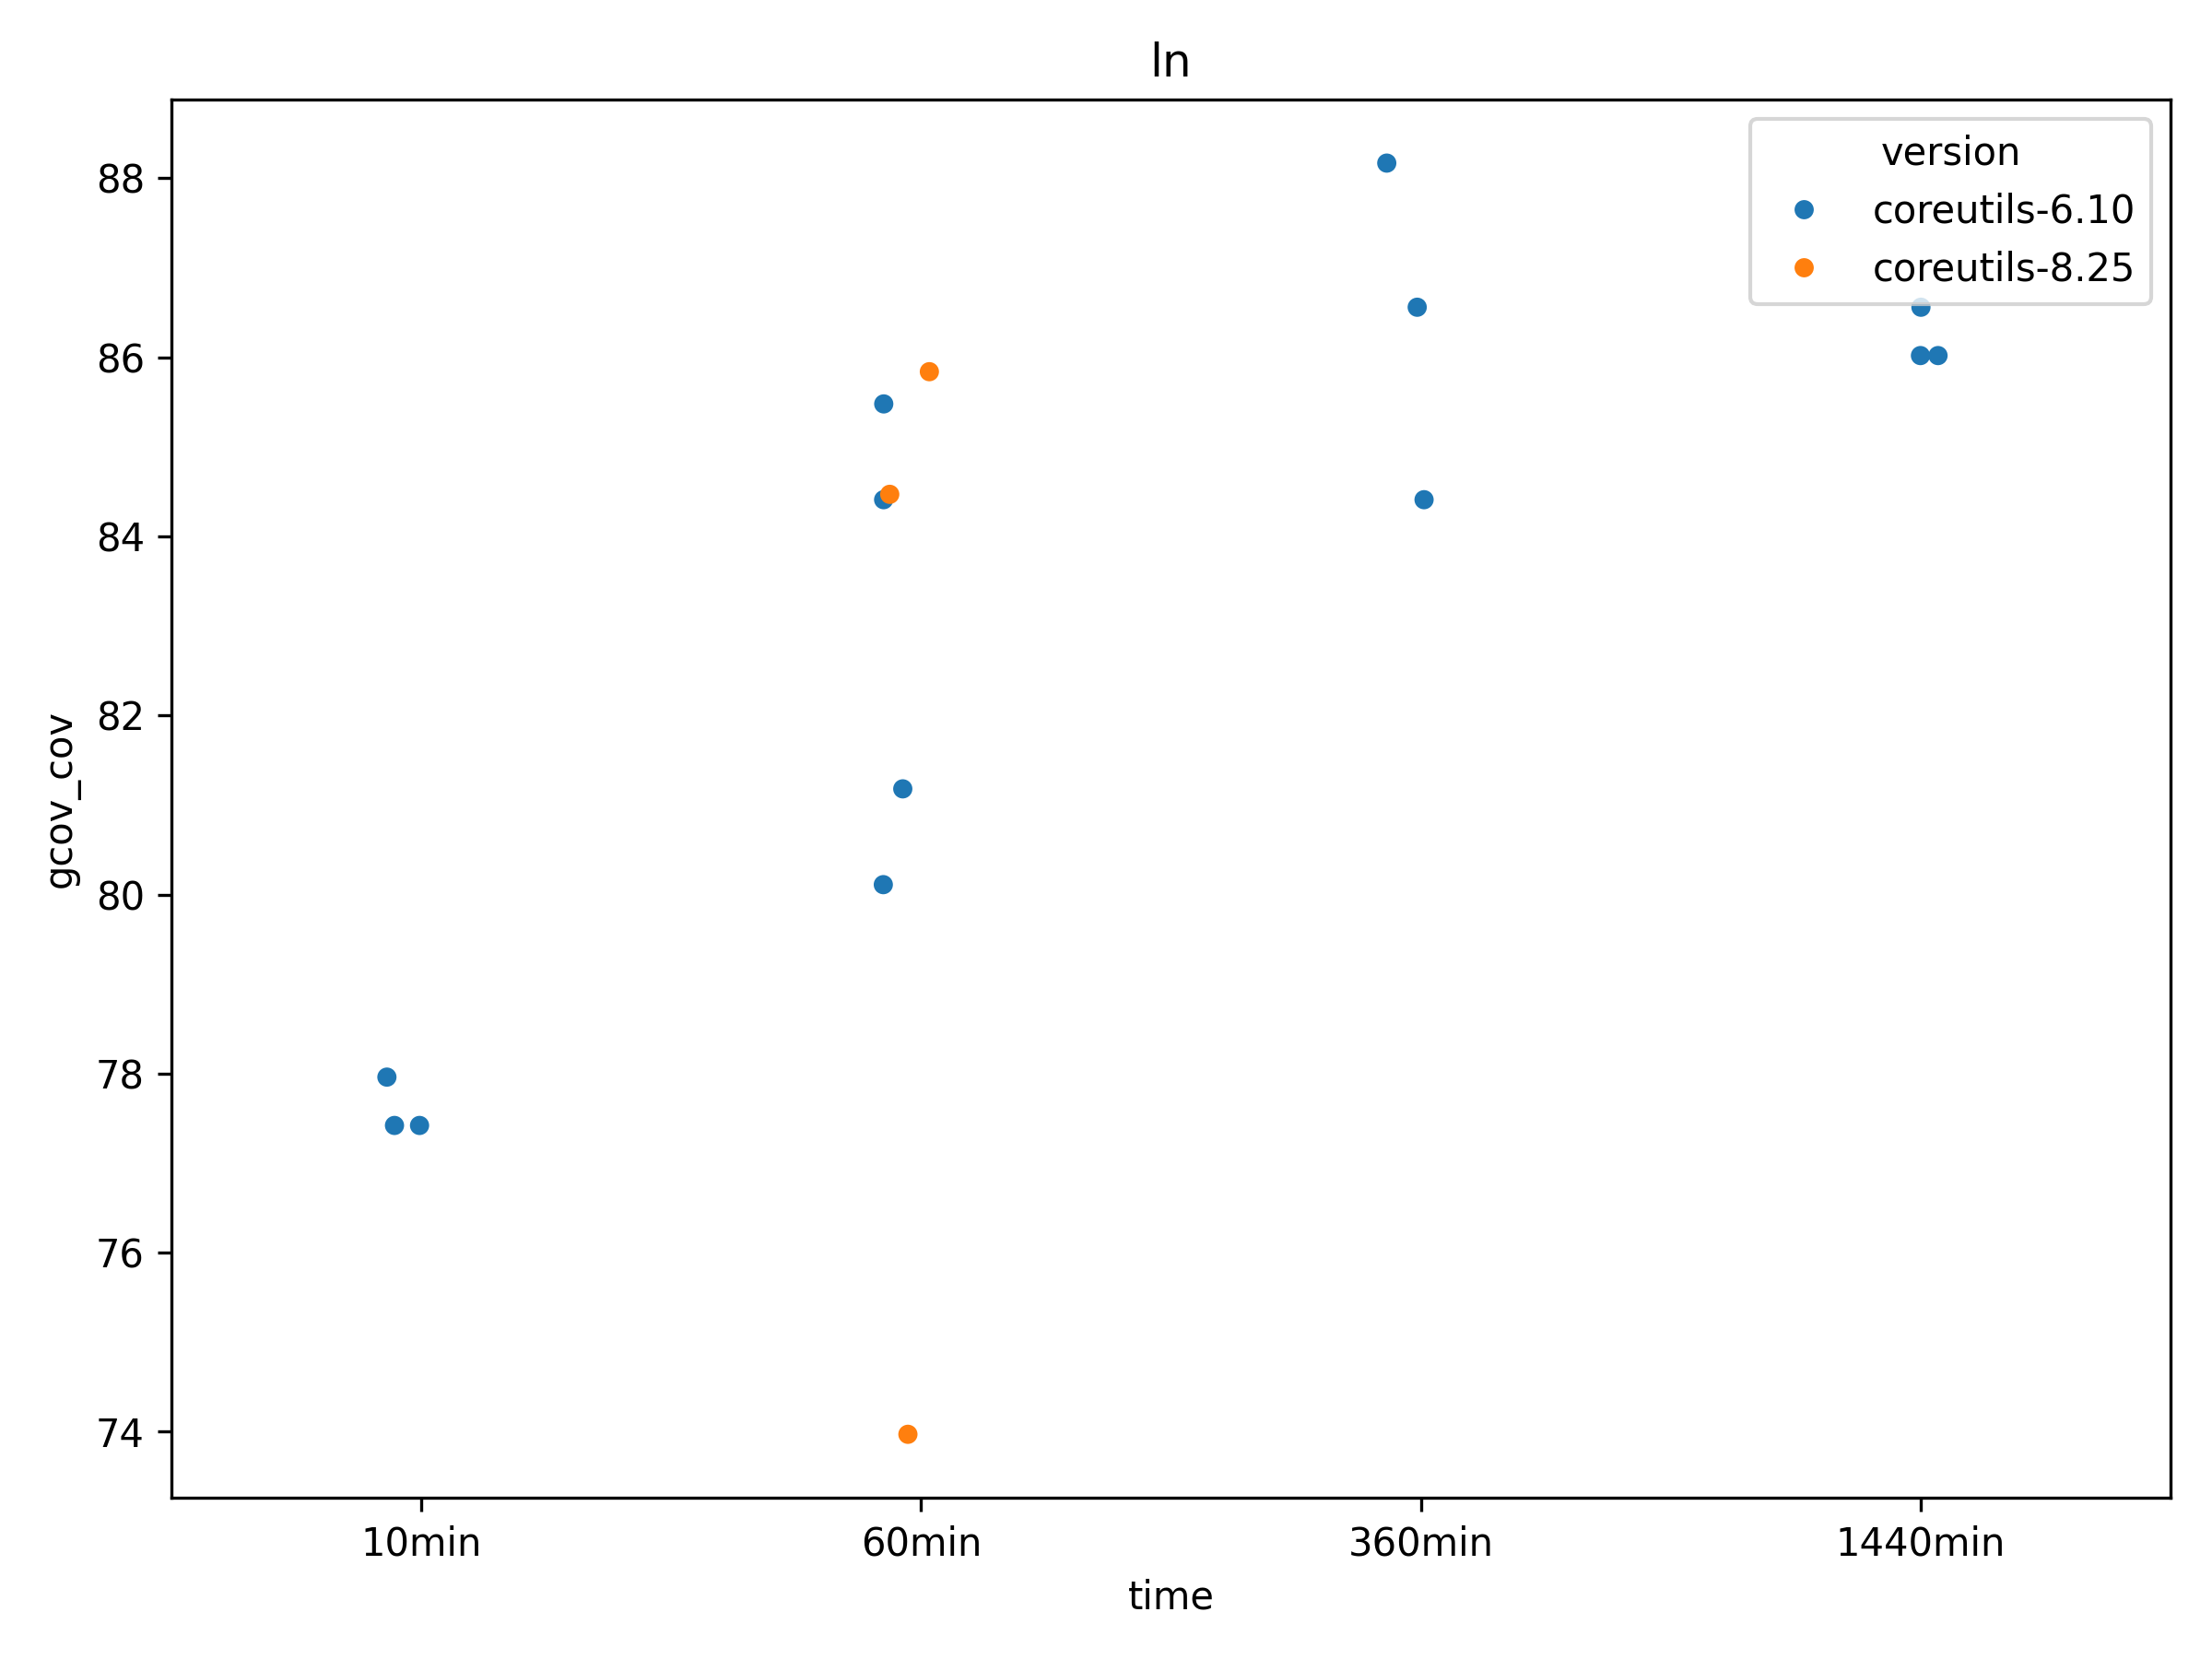 ln
version
coreutils-6.10
coreutils-8.25
gcov_cov
88
86
84
82
80
78
76
74
10min 60min 360min 1440min
time